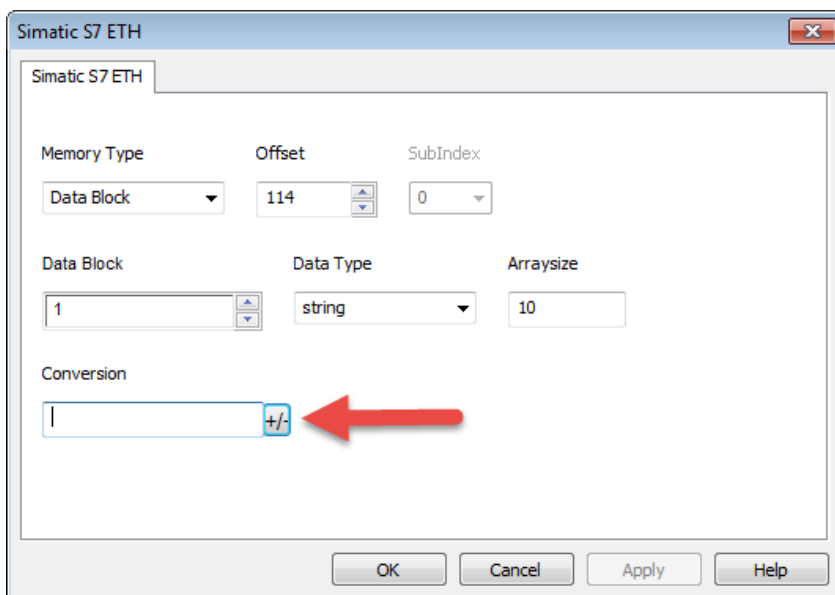 Simatic S7 ETH
Simatic S7 ETH
Memory Type Offset SubIndex
Data Block 114 0
Data Block Data Type Arraysize
1 string 10
Conversion
+/-
OK Cancel Apply Help